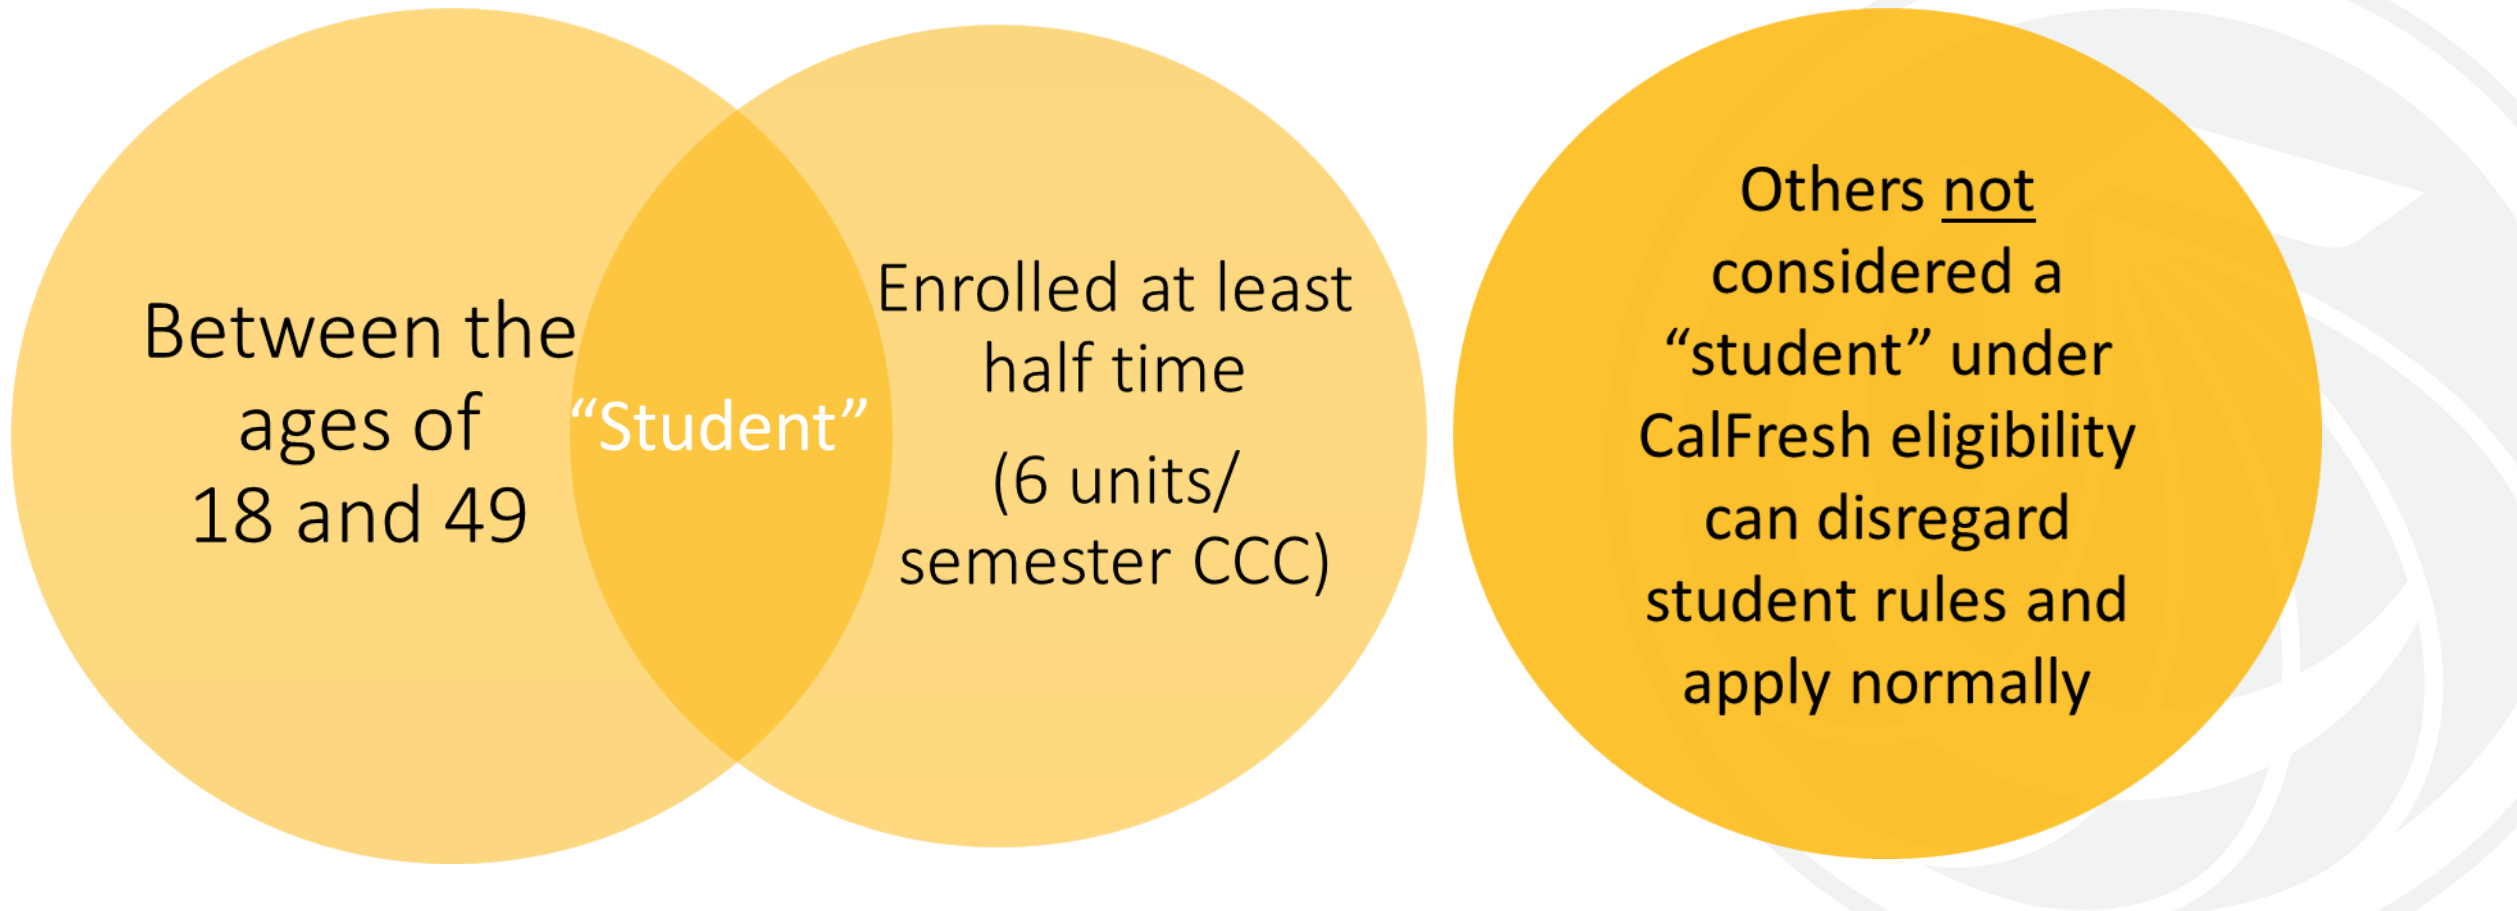 Between the
ages of
18 and 49
“Student”
Enrolled at least
half time
(6 units/
semester CCC)
Others not
considered a
“student” under
CalFresh eligibility
can disregard
student rules and
apply normally